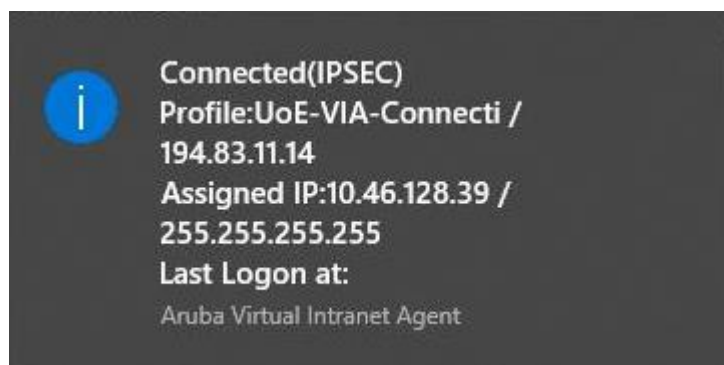 Connected(IPSEC)
Profile:UoE-VIA-Connecti /
194.83.11.14
Assigned IP:10.46.128.39 /
255.255.255.255
Last Logon at:
Aruba Virtual Intranet Agent